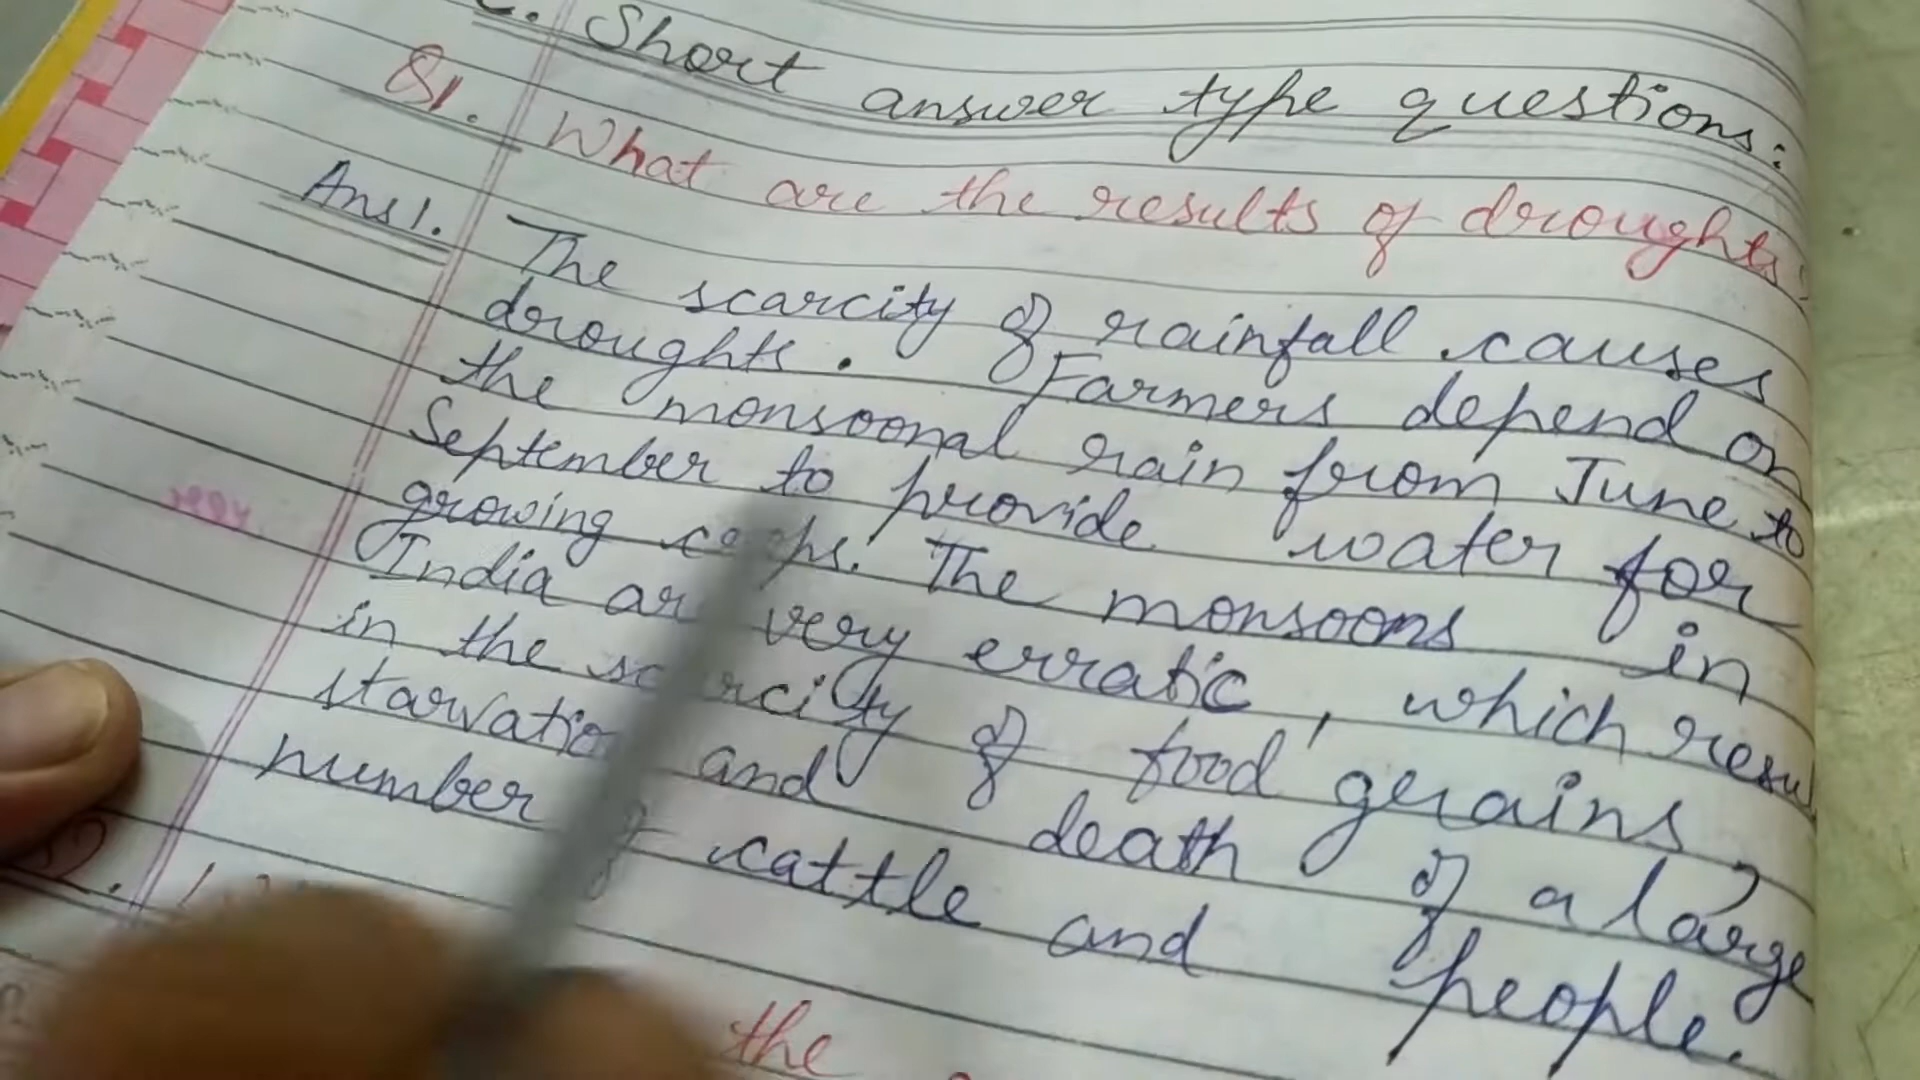 Short answer type questions:
Q1. What are the results of droughts?
Ans1. The scarcity of rainfall causes
droughts. Farmers depend on
the monsoonal rain from June to
September to provide water for
growing crops. The monsoons in
India are very erratic, which resul
in the scarcity of food grains,
starvation and death of a large
number of cattle and people.
the